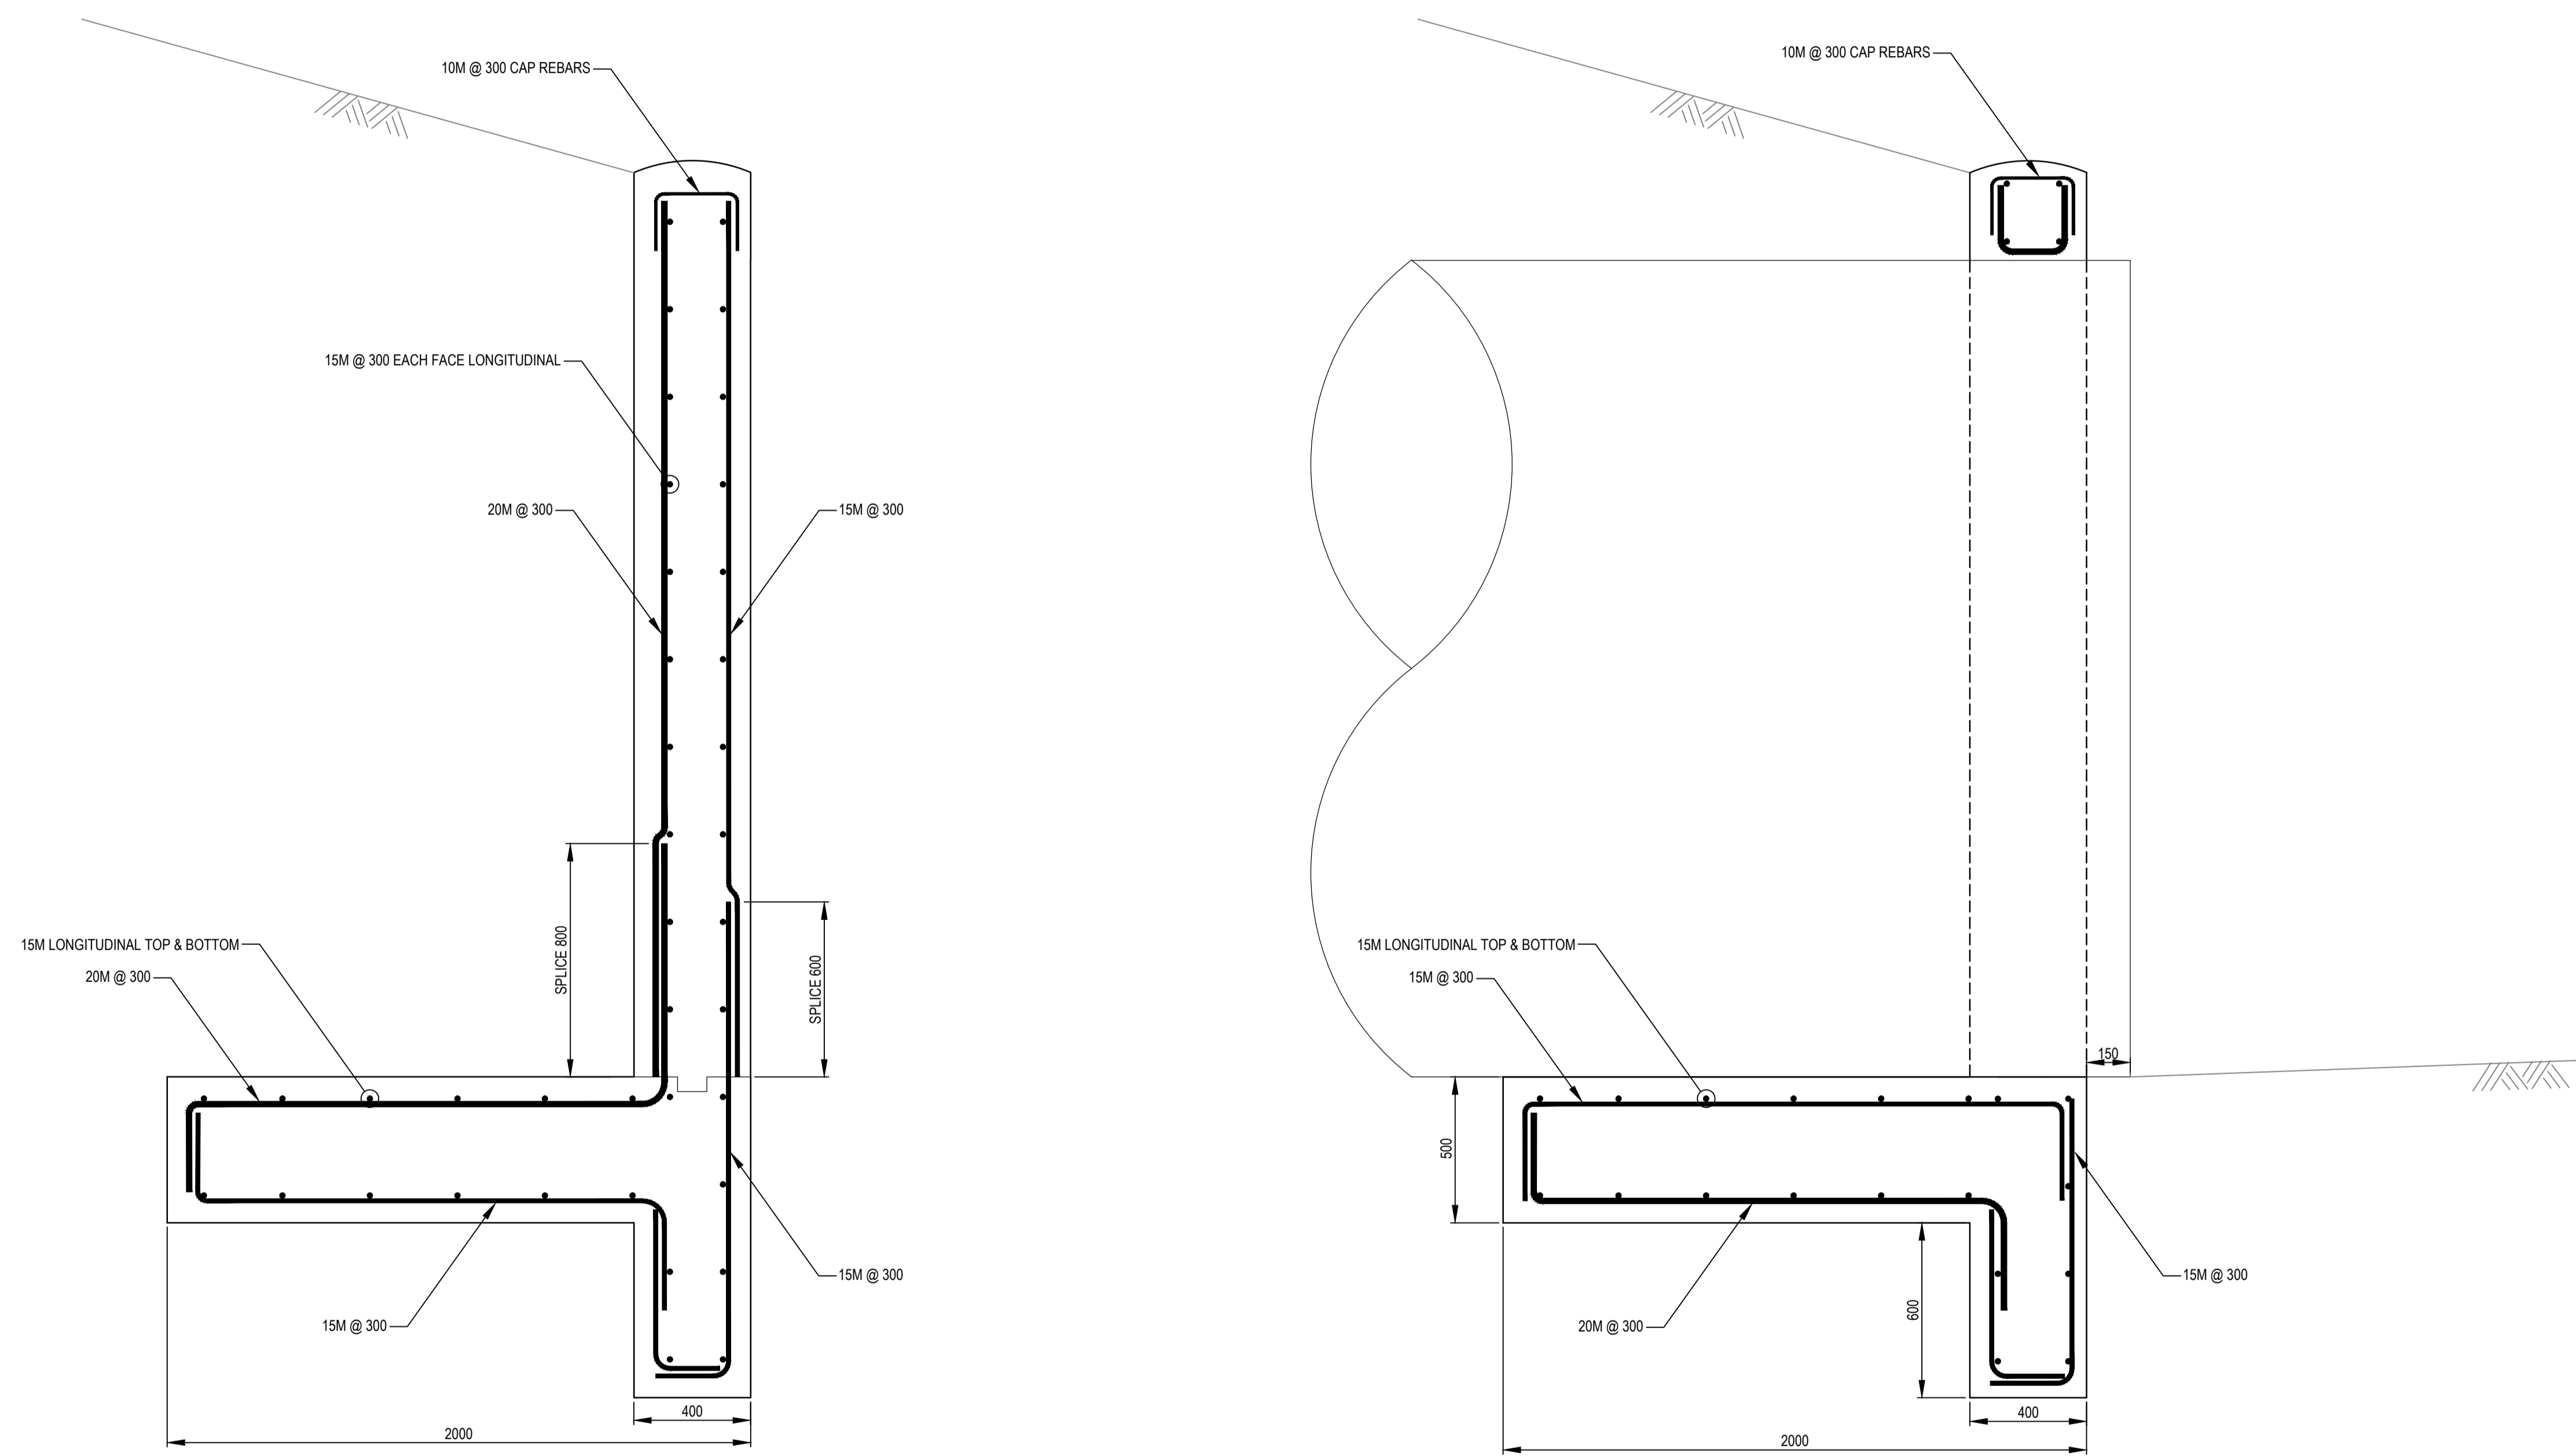 10M @ 300 CAP REBARS
15M @ 300 EACH FACE LONGITUDINAL
20M @ 300
15M @ 300
SPLICE 800
SPLICE 600
15M LONGITUDINAL TOP & BOTTOM
20M @ 300
15M @ 300
15M @ 300
400
2000
10M @ 300 CAP REBARS
15M LONGITUDINAL TOP & BOTTOM
15M @ 300
150
500
600
15M @ 300
20M @ 300
400
2000